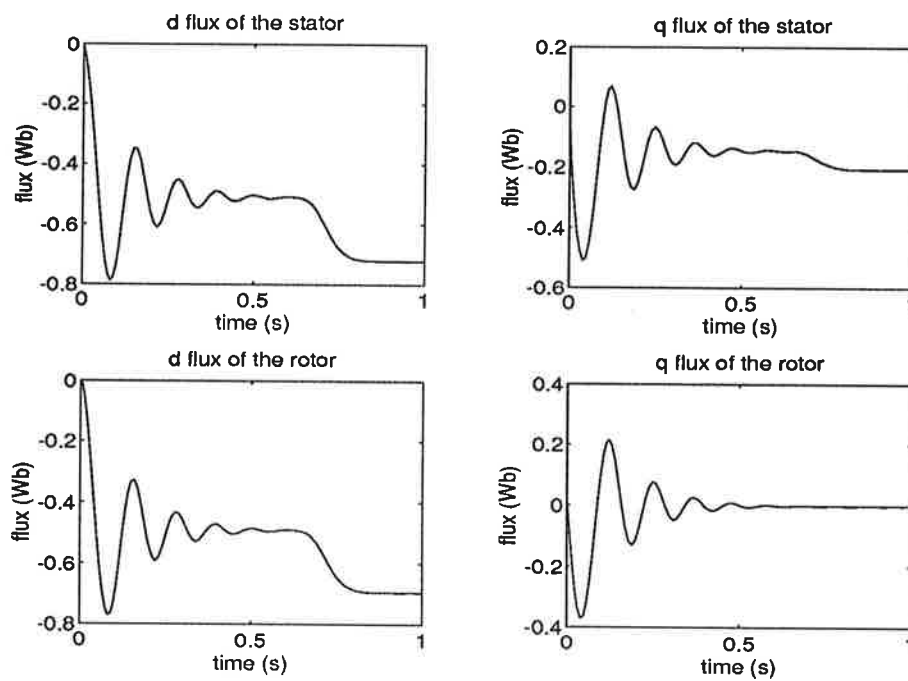 d flux of the stator
0
-0.2
-0.4
-0.6
-0.8
flux (Wb)
0 0.5 1
time (s)
q flux of the stator
0.2
0
-0.2
-0.4
-0.6
flux (Wb)
0 0.5 1
time (s)
d flux of the rotor
0
-0.2
-0.4
-0.6
-0.8
flux (Wb)
0 0.5 1
time (s)
q flux of the rotor
0.4
0.2
0
-0.2
-0.4
flux (Wb)
0 0.5 1
time (s)